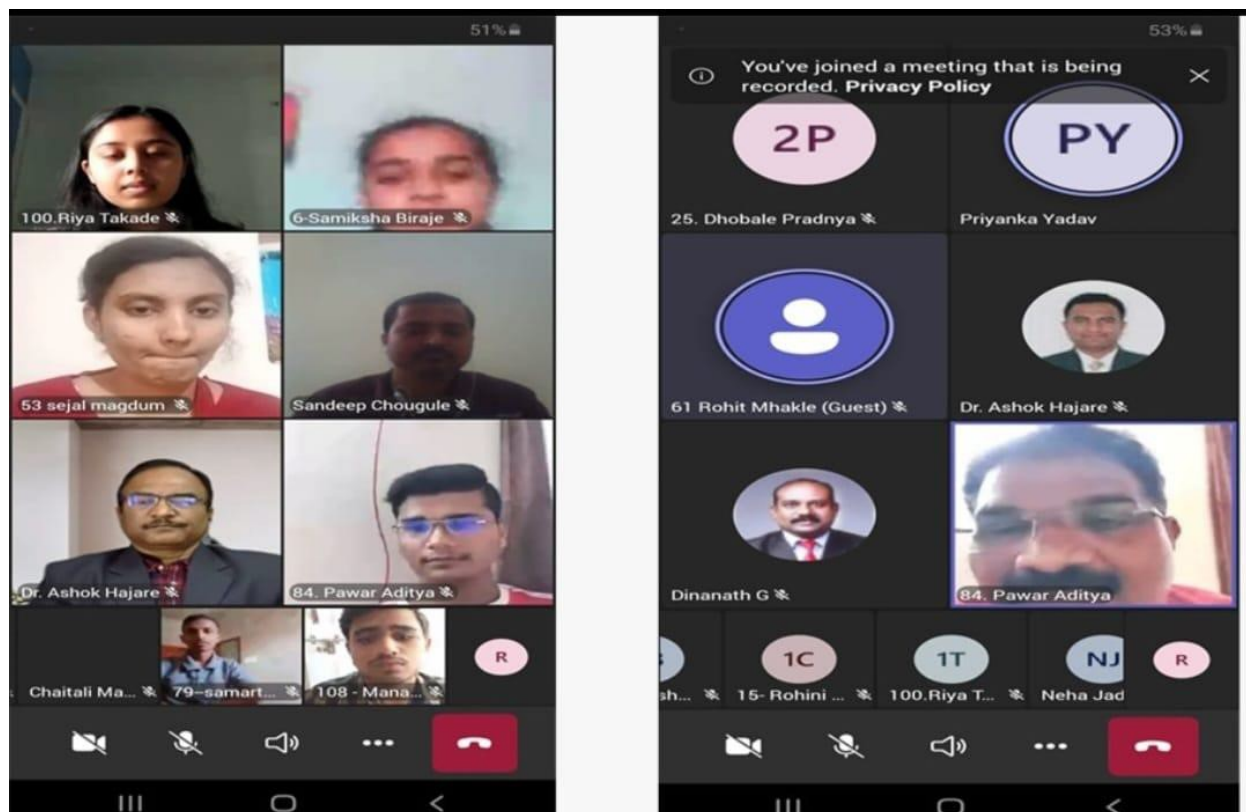 51%
100.Riya Takade
6-Samiksha Biraje
53 sejal magdum
Sandeep Chougule
Dr. Ashok Hajare
84. Pawar Aditya
Chaitali Ma...
79–samart...
108 - Mana...
R
53%
You've joined a meeting that is being
recorded. Privacy Policy
2P
PY
25. Dhobale Pradnya
Priyanka Yadav
61 Rohit Mhakle (Guest)
Dr. Ashok Hajare
Dinanath G
84. Pawar Aditya
1C
1T
NJ
R
sh...
15- Rohini ...
100.Riya T...
Neha Jad